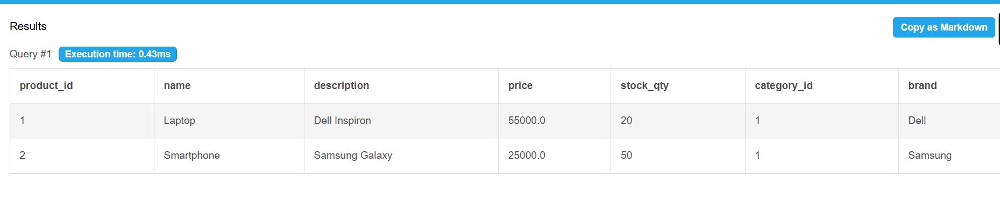 Results
Copy as Markdown
Query #1 Execution time: 0.43ms
product_id name description price stock_qty category_id brand
1 Laptop Dell Inspiron 55000.0 20 1 Dell
2 Smartphone Samsung Galaxy 25000.0 50 1 Samsung